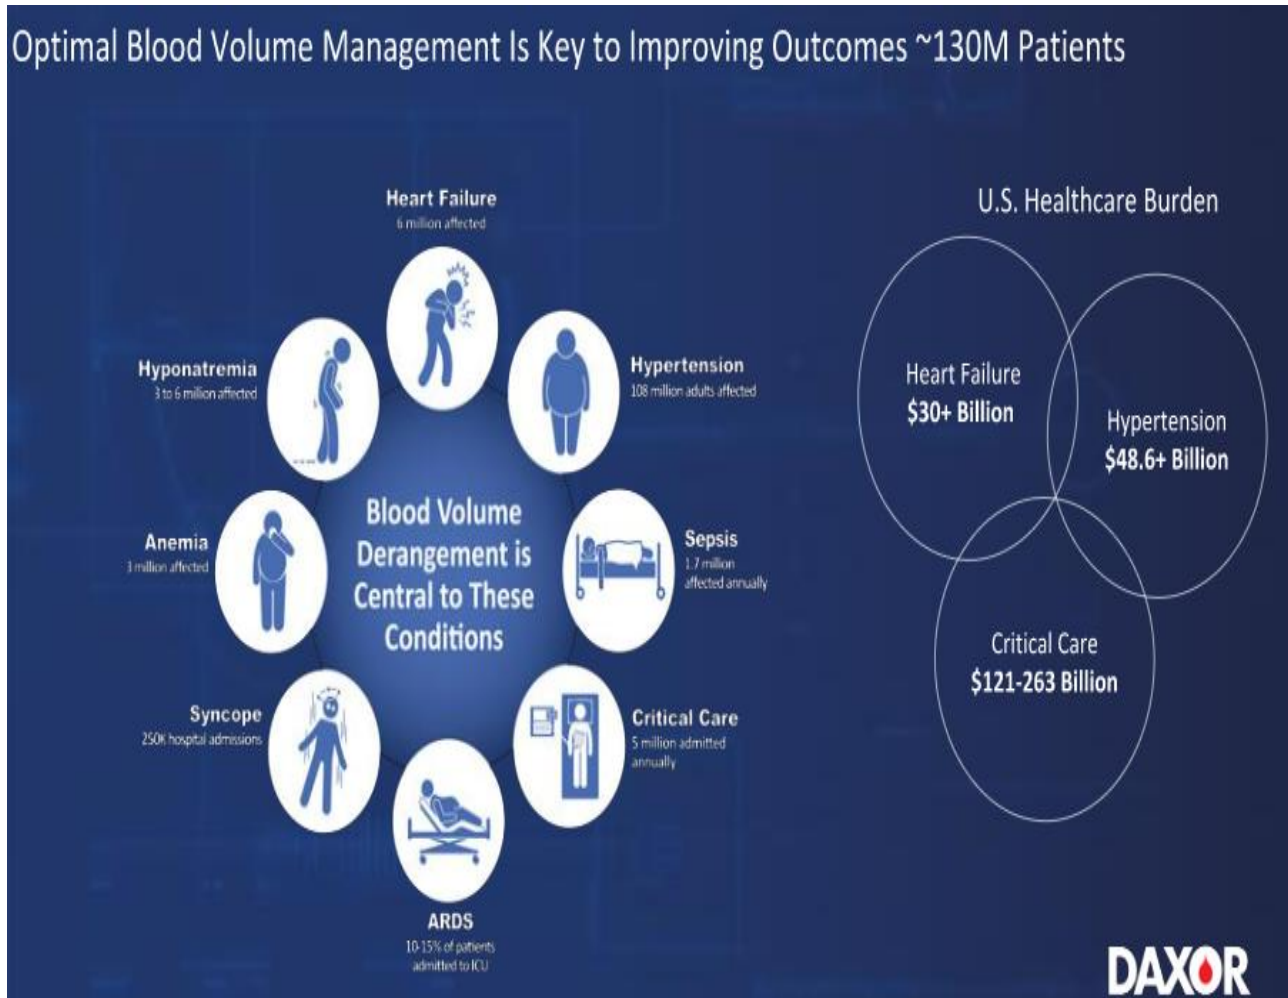 Optimal Blood Volume Management Is Key to Improving Outcomes ~130M Patients
Heart Failure
6 million affected
Hypertension
108 million adults affected
Sepsis
1.7 million
affected annually
Critical Care
5 million admitted
annually
ARDS
10-15% of patients
admitted to ICU
Syncope
250K hospital admissions
Anemia
3 million affected
Hyponatremia
3 to 6 million affected
Blood Volume
Derangement is
Central to These
Conditions
U.S. Healthcare Burden
Heart Failure
$30+ Billion
Hypertension
$48.6+ Billion
Critical Care
$121-263 Billion
DAXOR